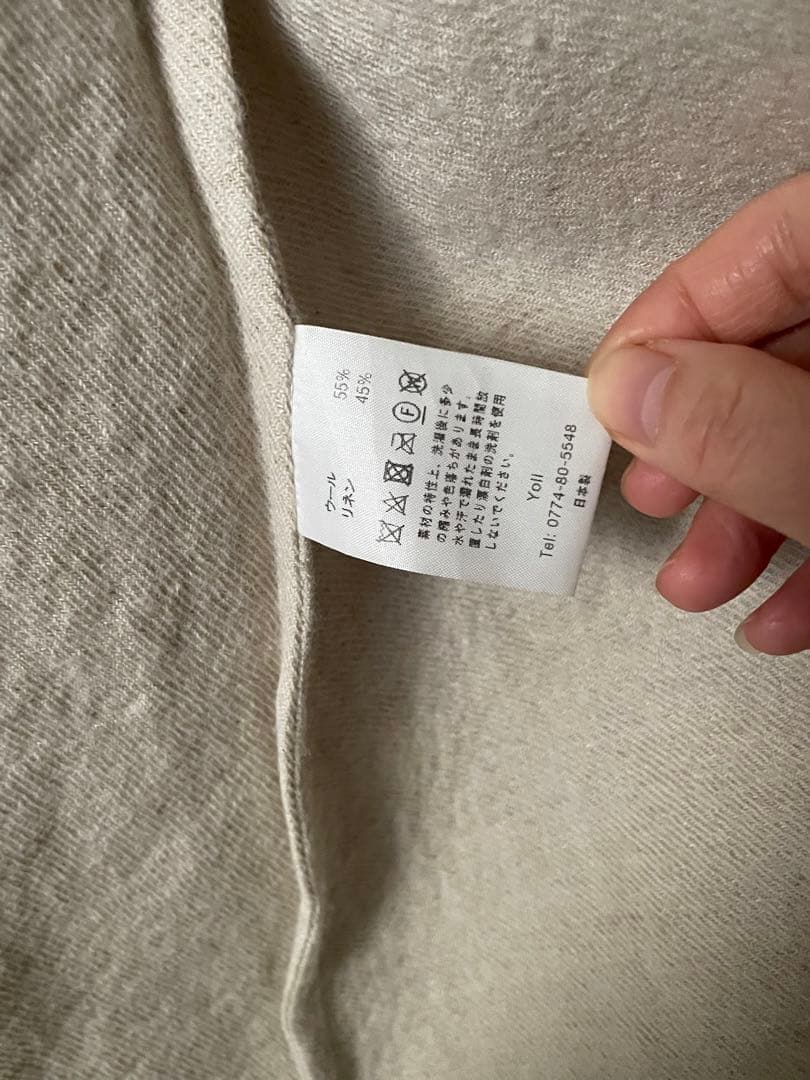 ウール 55%
リネン 45%
F
素材の特性上、洗濯後に多少
の縮みや色落ちがあります。
水や汗で濡れたまま長時間放
置したり漂白剤の洗剤を使用
しないでください。
Yoli
Tel: 0774-80-5548
日本製